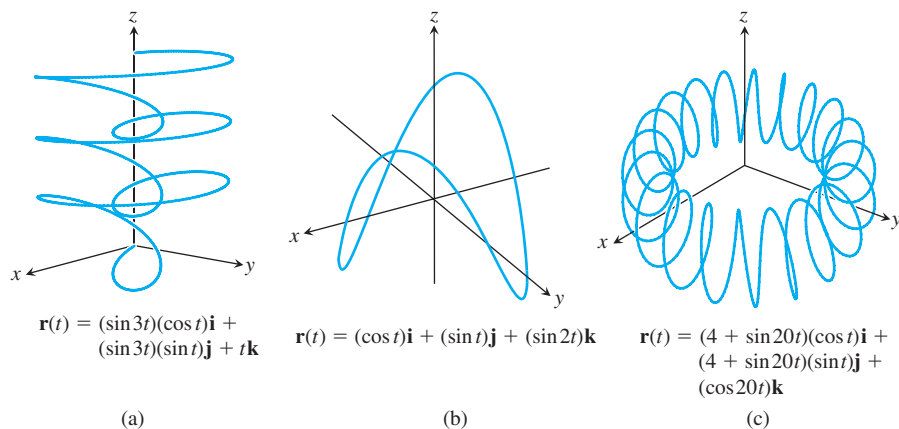 z
x
y
r(t) = (sin 3t)(cos t)i +
(sin 3t)(sin t)j + tk
(a)
z
x
y
r(t) = (cos t)i + (sin t)j + (sin 2t)k
(b)
z
x
y
r(t) = (4 + sin 20t)(cos t)i +
(4 + sin 20t)(sin t)j +
(cos 20t)k
(c)